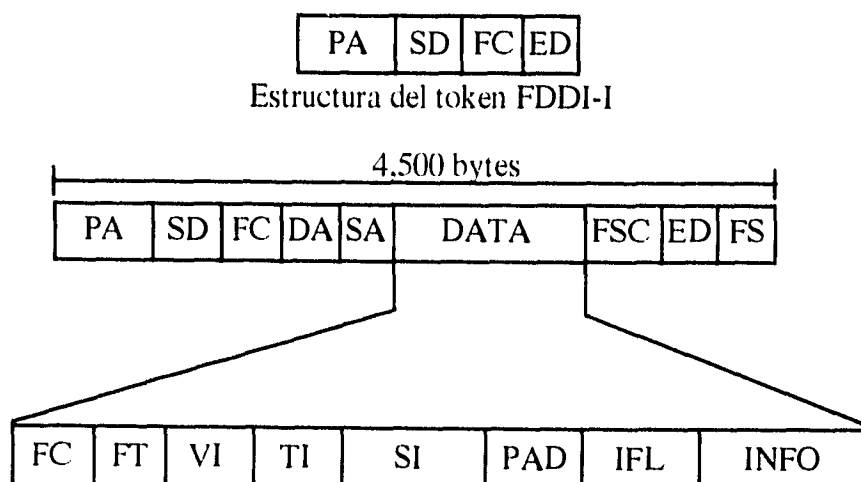 PA SD FC ED
Estructura del token FDDI-I
4,500 bytes
PA SD FC DA SA DATA FSC ED FS
FC FT VI TI SI PAD IFL INFO